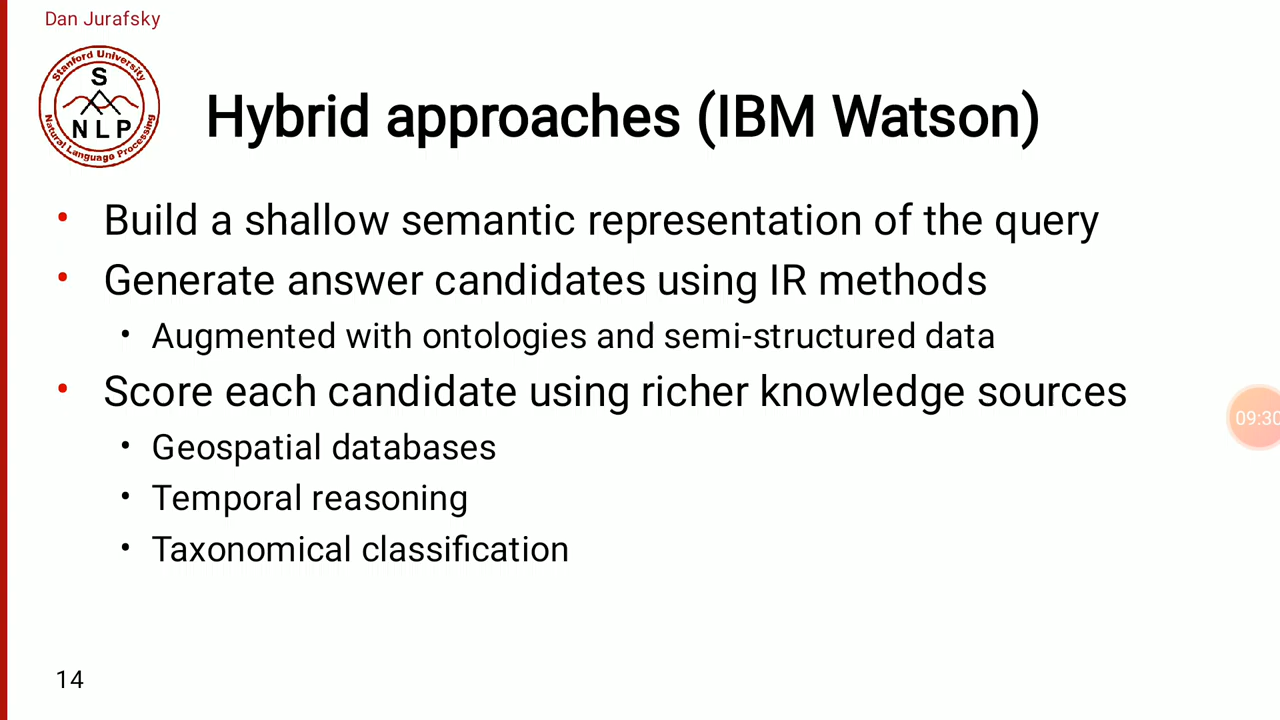 Dan Jurafsky
Stanford University
S
N L P
Natural Language Processing
Hybrid approaches (IBM Watson)
• Build a shallow semantic representation of the query
• Generate answer candidates using IR methods
• Augmented with ontologies and semi-structured data
• Score each candidate using richer knowledge sources
09:30
• Geospatial databases
• Temporal reasoning
• Taxonomical classification
14